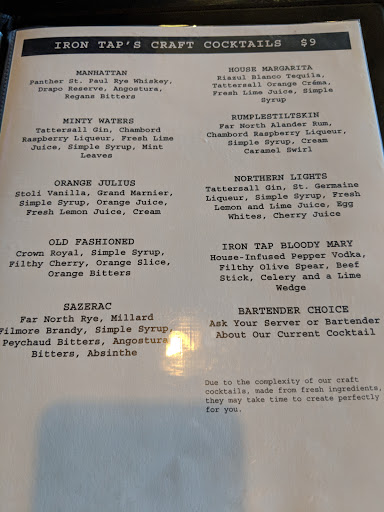 IRON TAP'S CRAFT COCKTAILS $9
MANHATTAN
Panther St. Paul Rye Whiskey,
Drapo Reserve, Angostura,
Regans Bitters
MINTY WATERS
Tattersall Gin, Chambord
Raspberry Liqueur, Fresh Lime
Juice, Simple Syrup, Mint
Leaves
ORANGE JULIUS
Stoli Vanilla, Grand Marnier,
Simple Syrup, Orange Juice,
Fresh Lemon Juice, Cream
OLD FASHIONED
Crown Royal, Simple Syrup,
Filthy Cherry, Orange Slice,
Orange Bitters
SAZERAC
Far North Rye, Millard
Filmore Brandy, Simple Syrup,
Peychaud Bitters, Angostura
Bitters, Absinthe
HOUSE MARGARITA
Riazul Blanco Tequila,
Tattersall Orange Créma,
Fresh Lime Juice, Simple
Syrup
RUMPLESTILTSKIN
Far North Alander Rum,
Chambord Raspberry Liqueur,
Simple Syrup, Cream
Caramel Swirl
NORTHERN LIGHTS
Tattersall Gin, St. Germaine
Liqueur, Simple Syrup, Fresh
Lemon and Lime Juice, Egg
Whites, Cherry Juice
IRON TAP BLOODY MARY
House-Infused Pepper Vodka,
Filthy Olive Spear, Beef
Stick, Celery and a Lime
Wedge
BARTENDER CHOICE
Ask Your Server or Bartender
About Our Current Cocktail
Due to the complexity of our craft
cocktails, made from fresh ingredients,
they may take time to create perfectly
for you.